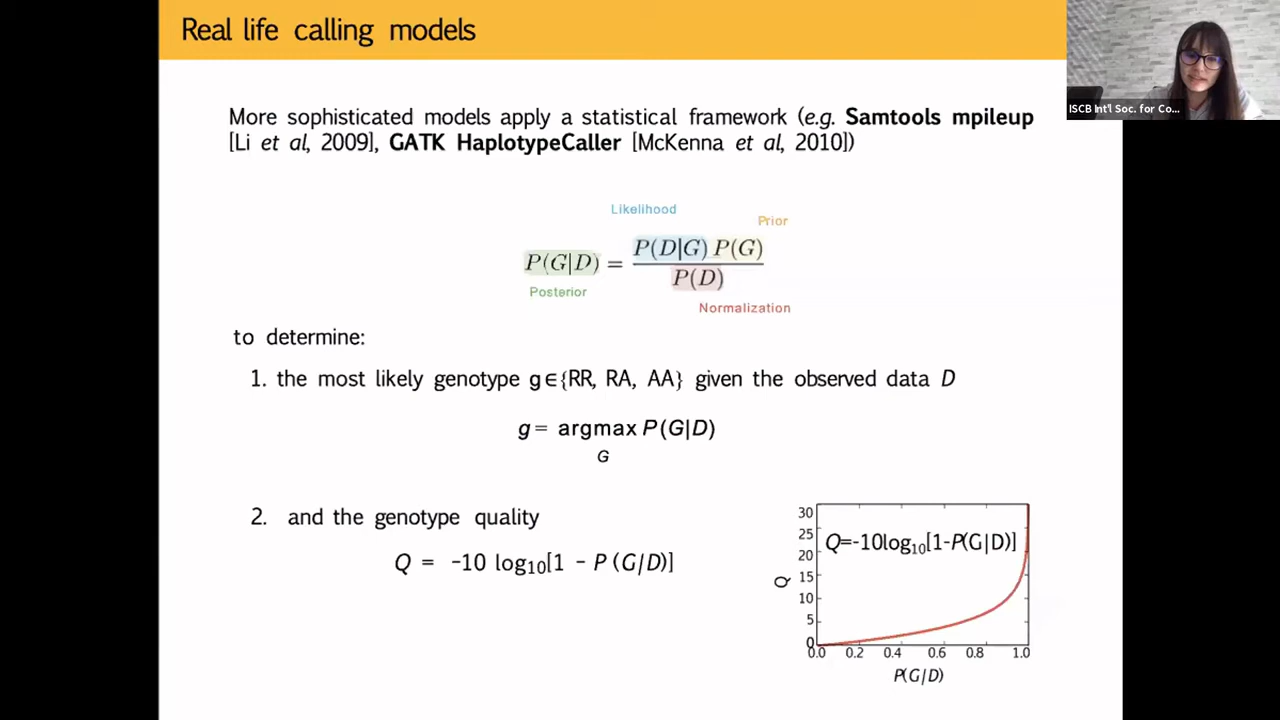 Real life calling models
ISCB Int'l Soc. for Co...
More sophisticated models apply a statistical framework (e.g. Samtools mpileup
[Li et al, 2009], GATK HaplotypeCaller [McKenna et al, 2010])
Likelihood
Prior
P(G|D) = P(D|G) P(G) / P(D)
Posterior
Normalization
to determine:
1. the most likely genotype g∈{RR, RA, AA} given the observed data D
g = argmax P(G|D)
G
2. and the genotype quality
Q = -10 log₁₀[1 - P (G|D)]
Q=-10log₁₀[1-P(G|D)]
30
25
20
15
10
5
0
Q
0.0 0.2 0.4 0.6 0.8 1.0
P(G|D)